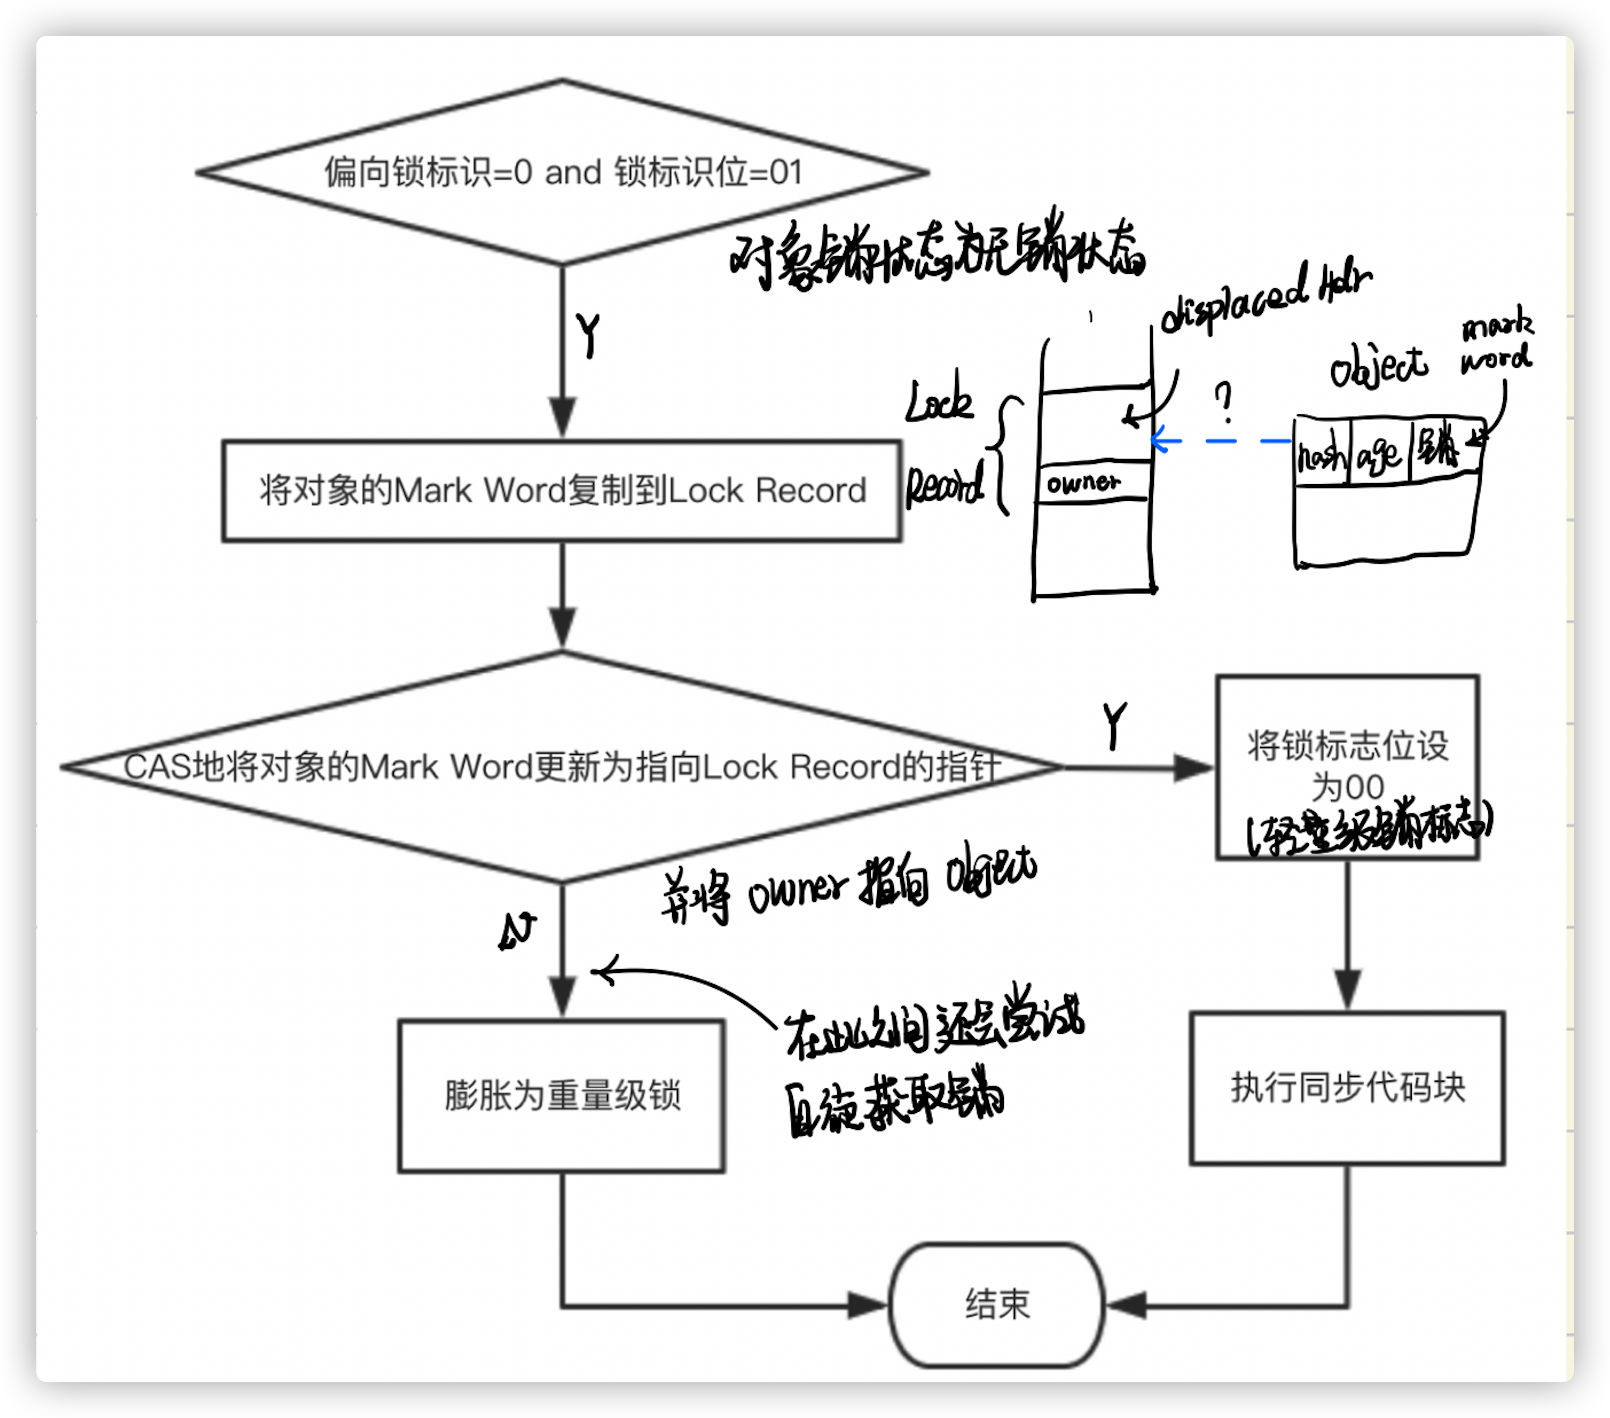 偏向锁标识=0 and 锁标识位=01
对象锁状态为无锁状态
Y
displaced Hdr
mark
word
object
Lock
Record
?
hash age 锁
owner
将对象的Mark Word复制到Lock Record
CAS地将对象的Mark Word更新为指向Lock Record的指针
Y
将锁标志位设
为00
(轻量级锁标志)
并将 owner 指向 object
N
在此之间还会尝试
自旋获取锁
膨胀为重量级锁
执行同步代码块
结束